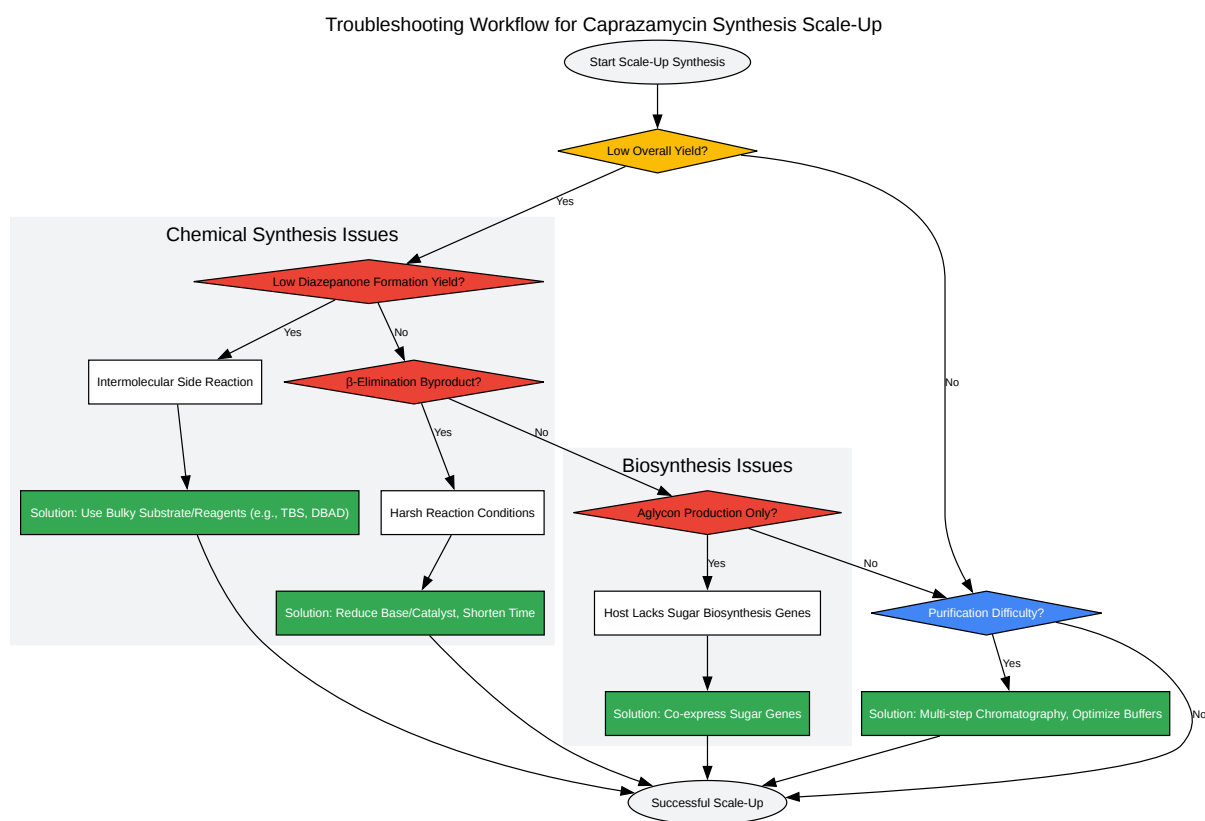 Troubleshooting Workflow for Caprazamycin Synthesis Scale-Up
Start Scale-Up Synthesis
Low Overall Yield?
Yes
Chemical Synthesis Issues
Low Diazepanone Formation Yield?
Yes
No
Intermolecular Side Reaction
β-Elimination Byproduct?
No
Yes
No
Biosynthesis Issues
Solution: Use Bulky Substrate/Reagents (e.g., TBS, DBAD)
Harsh Reaction Conditions
Aglycon Production Only?
Yes
No
Solution: Reduce Base/Catalyst, Shorten Time
Host Lacks Sugar Biosynthesis Genes
Purification Difficulty?
Yes
Solution: Co-express Sugar Genes
Solution: Multi-step Chromatography, Optimize Buffers
No
Successful Scale-Up